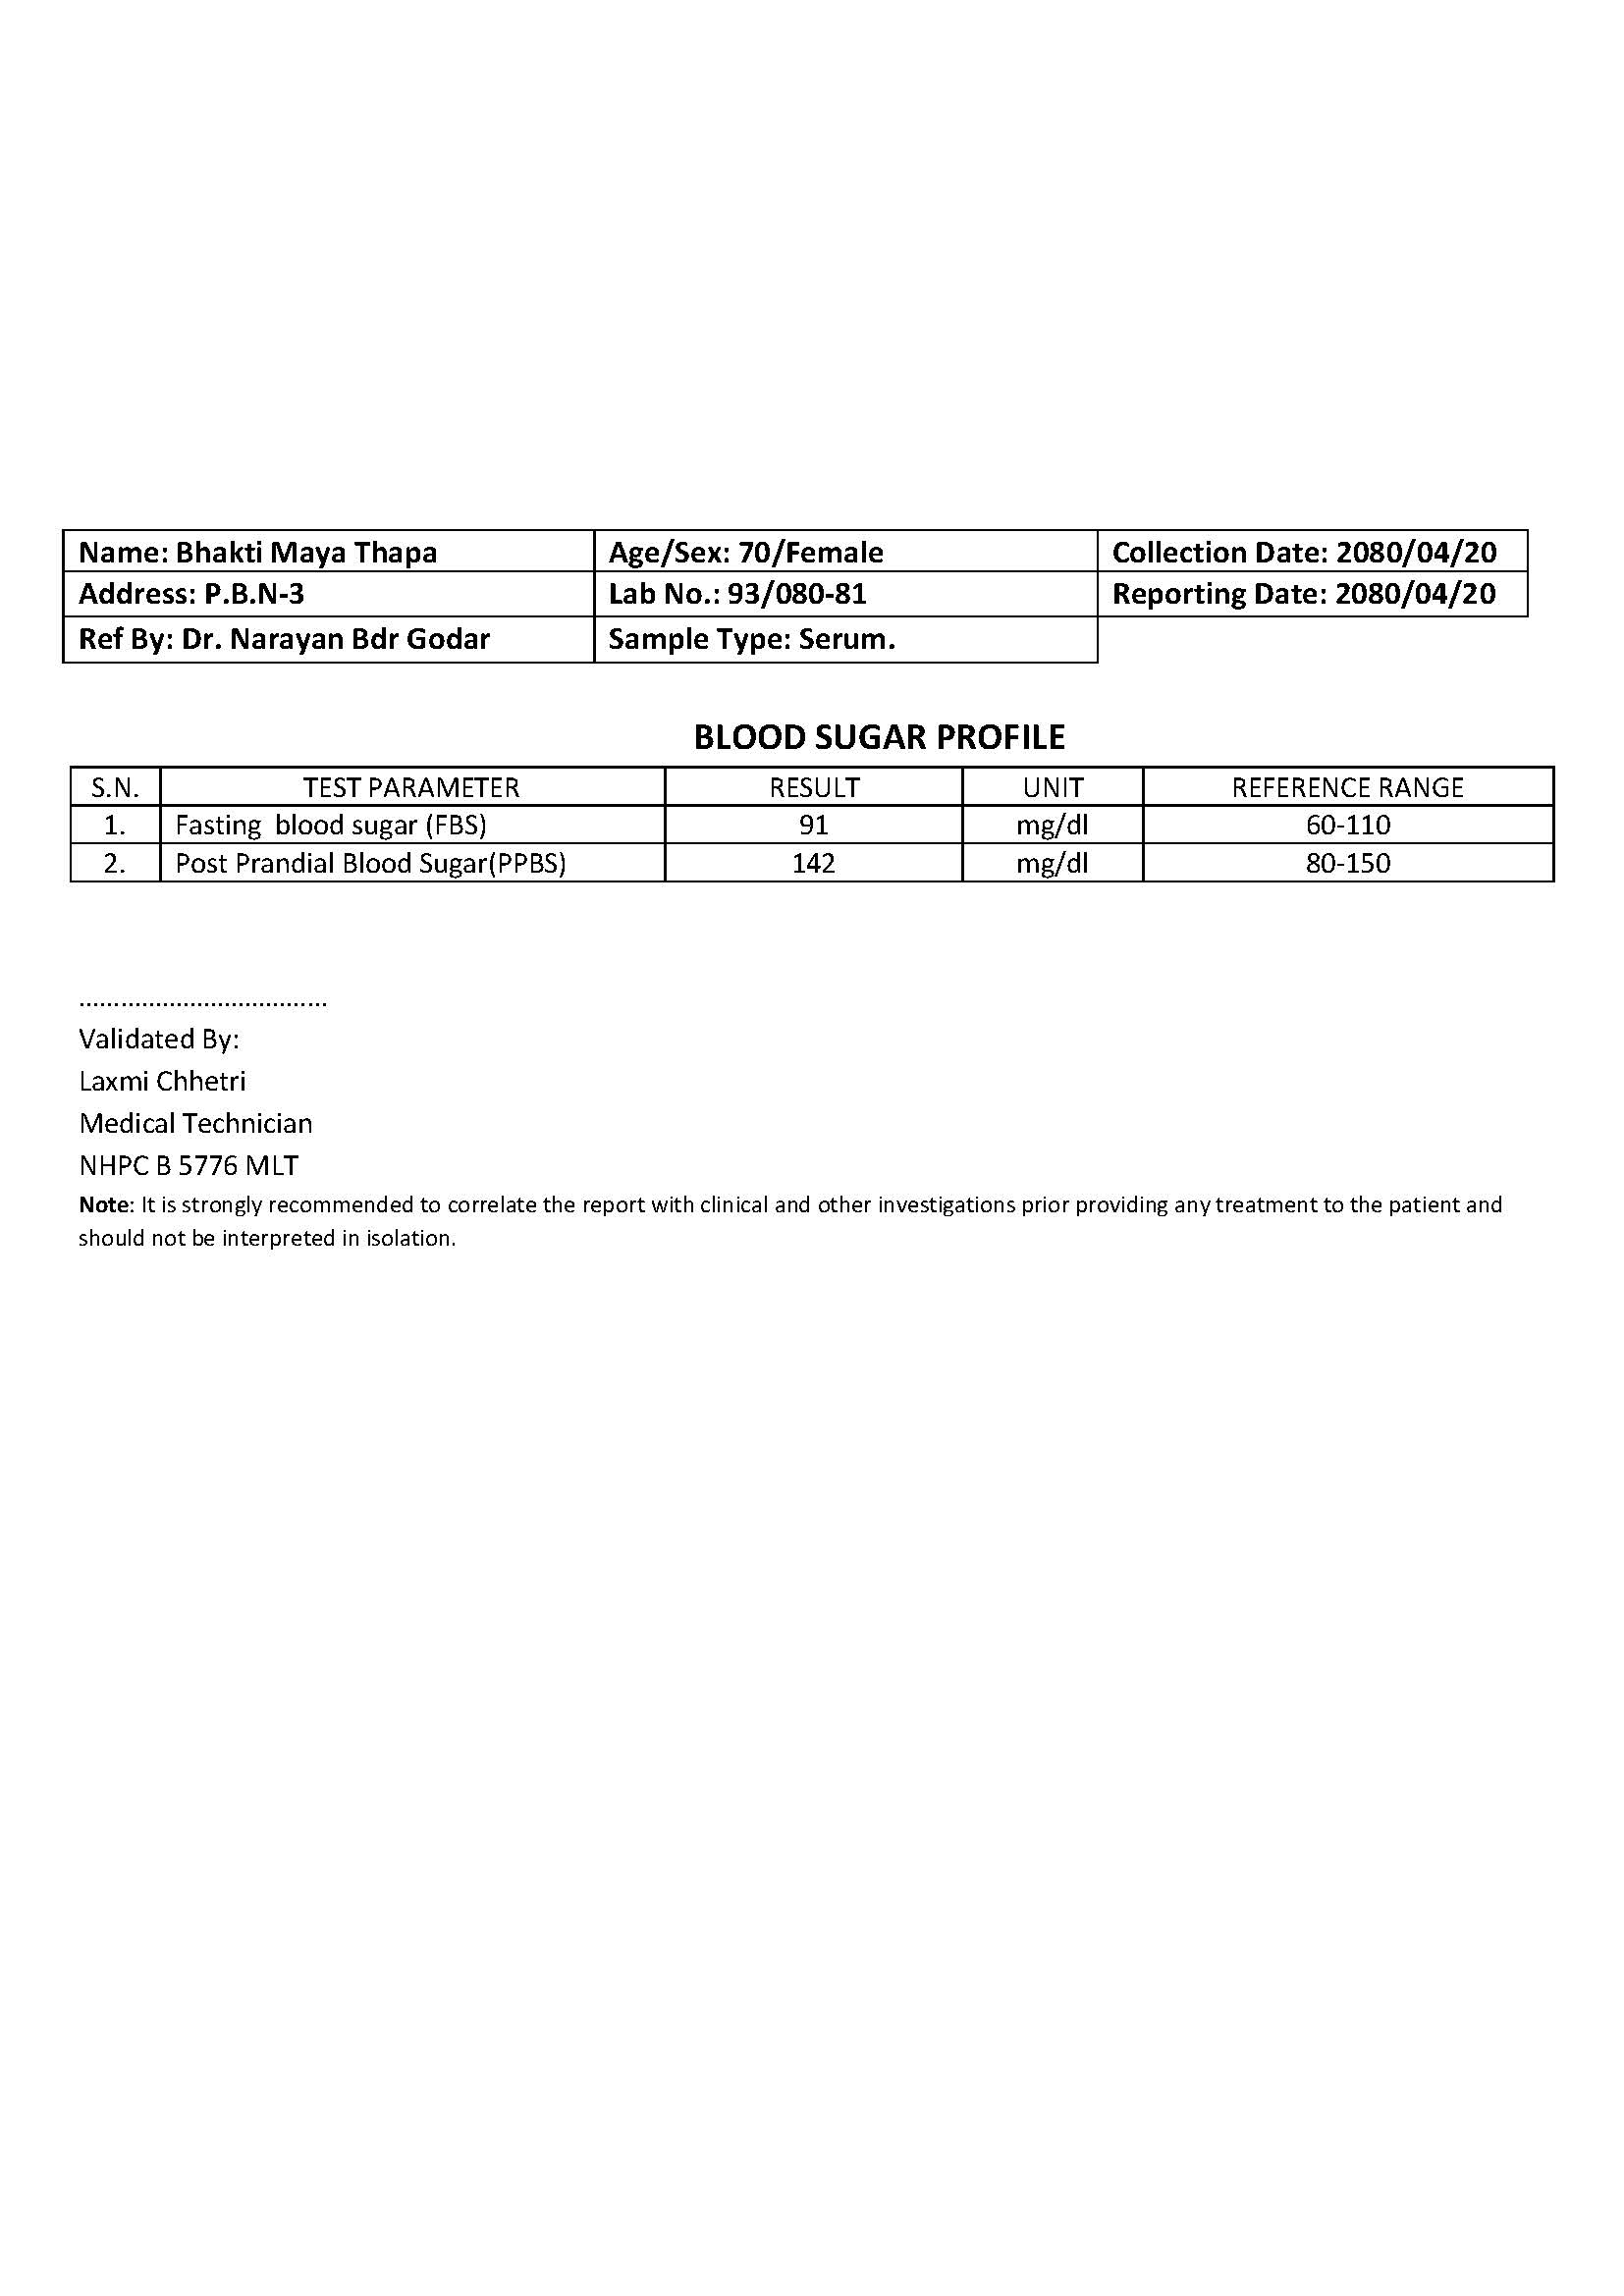 Name: Bhakti Maya Thapa Age/Sex: 70/Female Collection Date: 2080/04/20
Address: P.B.N-3 Lab No.: 93/080-81 Reporting Date: 2080/04/20
Ref By: Dr. Narayan Bdr Godar Sample Type: Serum.
BLOOD SUGAR PROFILE
S.N. TEST PARAMETER RESULT UNIT REFERENCE RANGE
1. Fasting blood sugar (FBS) 91 mg/dl 60-110
2. Post Prandial Blood Sugar(PPBS) 142 mg/dl 80-150
....................................
Validated By:
Laxmi Chhetri
Medical Technician
NHPC B 5776 MLT
Note: It is strongly recommended to correlate the report with clinical and other investigations prior providing any treatment to the patient and
should not be interpreted in isolation.